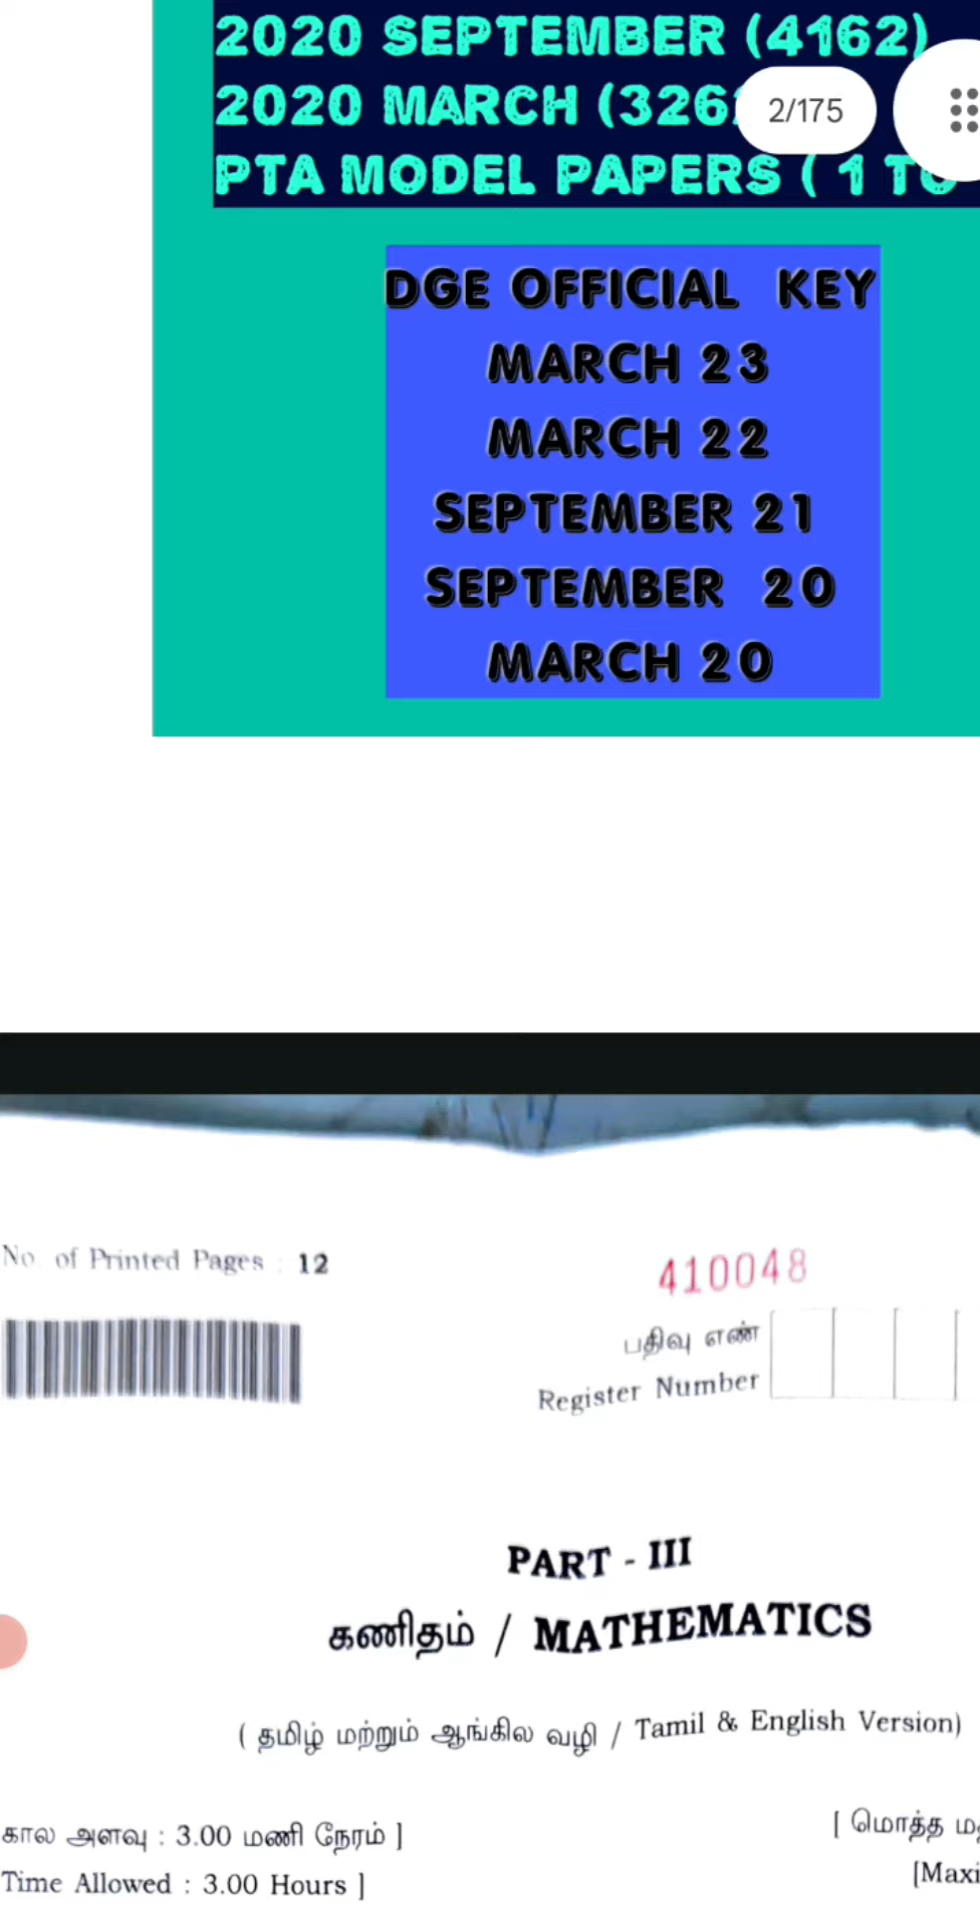 2020 SEPTEMBER (4162)
2020 MARCH (326
2/175
PTA MODEL PAPERS ( 1 TO
DGE OFFICIAL KEY
MARCH 23
MARCH 22
SEPTEMBER 21
SEPTEMBER 20
MARCH 20
No. of Printed Pages : 12
410048
பதிவு எண்
Register Number
PART - III
கணிதம் / MATHEMATICS
( தமிழ் மற்றும் ஆங்கில வழி / Tamil & English Version)
கால அளவு : 3.00 மணி நேரம் ]
[ மொத்த ம
Time Allowed : 3.00 Hours ]
[Maxi